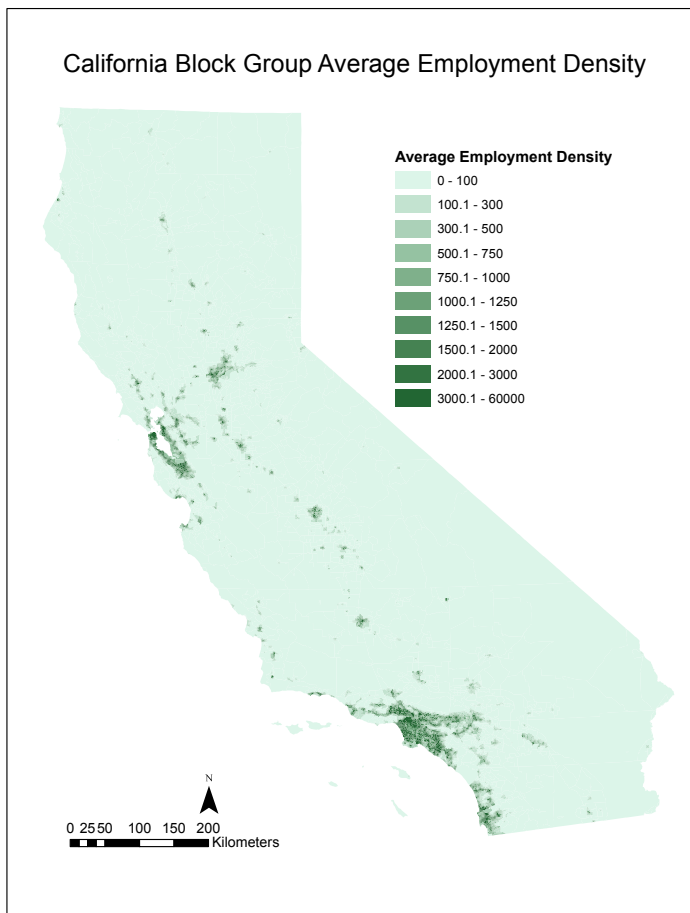 California Block Group Average Employment Density
Average Employment Density
0 - 100
100.1 - 300
300.1 - 500
500.1 - 750
750.1 - 1000
1000.1 - 1250
1250.1 - 1500
1500.1 - 2000
2000.1 - 3000
3000.1 - 60000
N
0 25 50 100 150 200
Kilometers